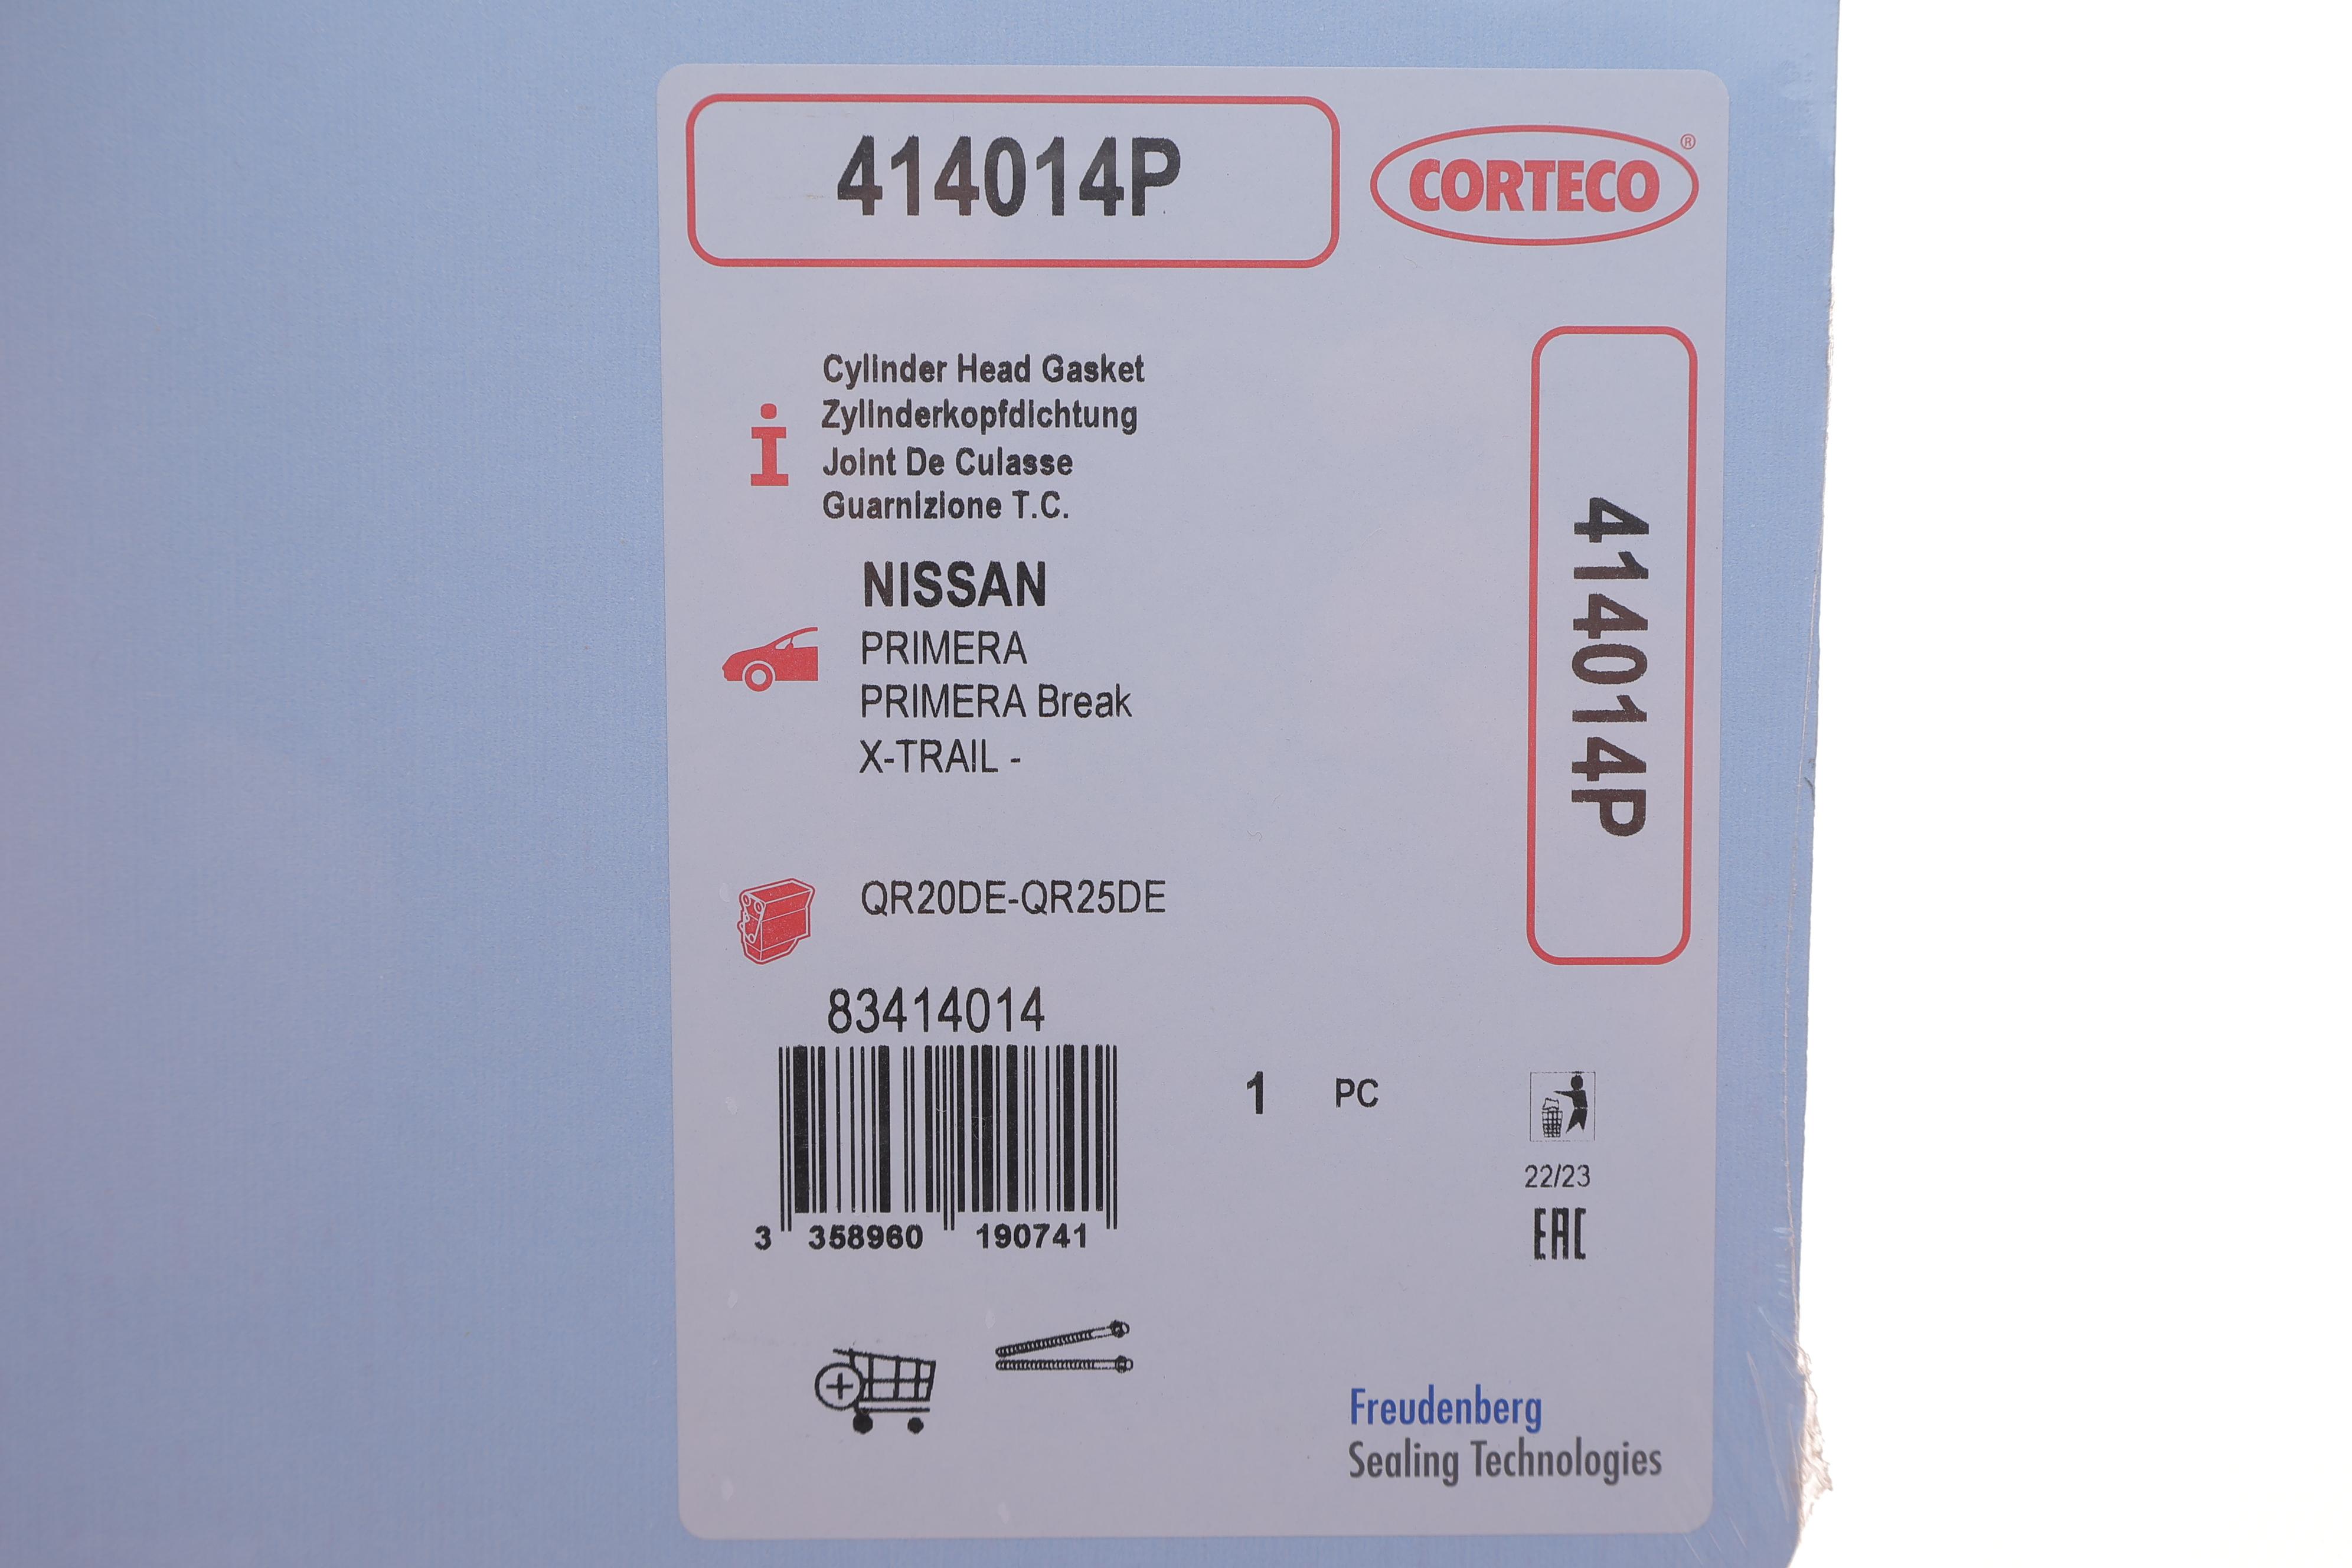 414014P
CORTECO®
Cylinder Head Gasket
Zylinderkopfdichtung
Joint De Culasse
Guarnizione T.C.
414014P
NISSAN
PRIMERA
PRIMERA Break
X-TRAIL -
QR20DE-QR25DE
83414014
1 PC
3 358960 190741
22/23
EAC
Freudenberg
Sealing Technologies